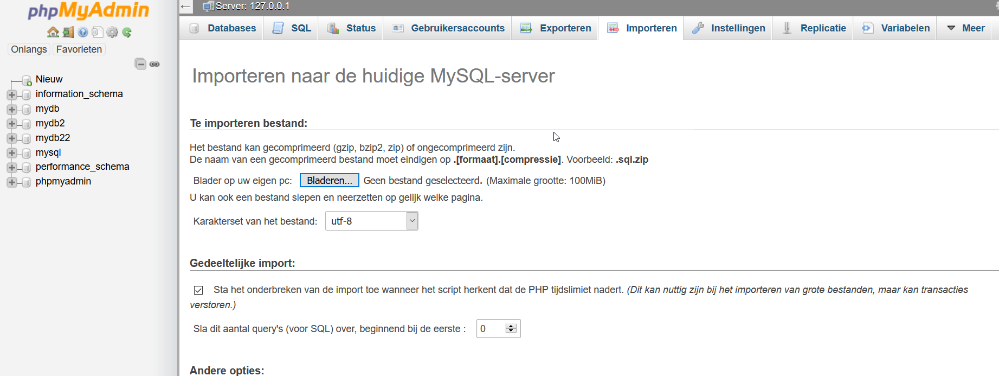 phpMyAdmin
Onlangs Favorieten
Nieuw
information_schema
mydb
mydb2
mydb22
mysql
performance_schema
phpmyadmin
Server: 127.0.0.1
Databases SQL Status Gebruikersaccounts Exporteren Importeren Instellingen Replicatie Variabelen Meer
Importeren naar de huidige MySQL-server
Te importeren bestand:
Het bestand kan gecomprimeerd (gzip, bzip2, zip) of ongecomprimeerd zijn.
De naam van een gecomprimeerd bestand moet eindigen op .[formaat].[compressie]. Voorbeeld: .sql.zip
Blader op uw eigen pc: Bladeren... Geen bestand geselecteerd. (Maximale grootte: 100MiB)
U kan ook een bestand slepen en neerzetten op gelijk welke pagina.
Karakterset van het bestand: utf-8
Gedeeltelijke import:
Sta het onderbreken van de import toe wanneer het script herkent dat de PHP tijdslimiet nadert. (Dit kan nuttig zijn bij het importeren van grote bestanden, maar kan transacties
verstoren.)
Sla dit aantal query's (voor SQL) over, beginnend bij de eerste : 0
Andere opties: